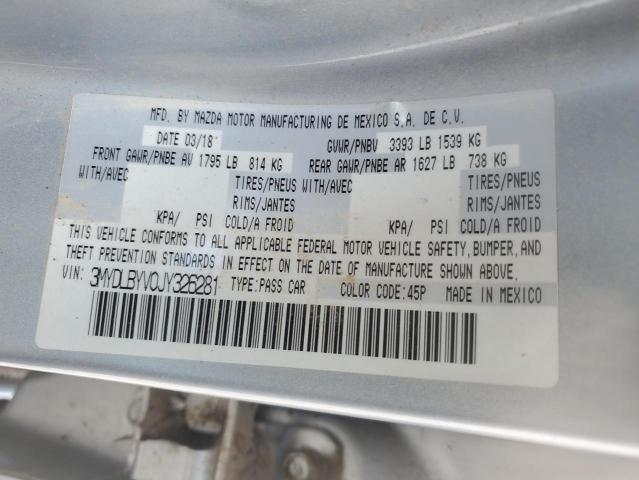 MFD. BY MAZDA MOTOR MANUFACTURING DE MEXICO S.A. DE C.V.
DATE 03/18 GVWR/PNBV 3393 LB 1539 KG
FRONT GAWR/PNBE AV 1795 LB 814 KG REAR GAWR/PNBE AR 1627 LB 738 KG
WITH/AVEC TIRES/PNEUS WITH/AVEC TIRES/PNEUS
RIMS/JANTES RIMS/JANTES
KPA/ PSI COLD/A FROID KPA/ PSI COLD/A FROID
THIS VEHICLE CONFORMS TO ALL APPLICABLE FEDERAL MOTOR VEHICLE SAFETY, BUMPER, AND
THEFT PREVENTION STANDARDS IN EFFECT ON THE DATE OF MANUFACTURE SHOWN ABOVE.
VIN: 3MYDLBYV0JY326281 TYPE:PASS CAR COLOR CODE:45P MADE IN MEXICO